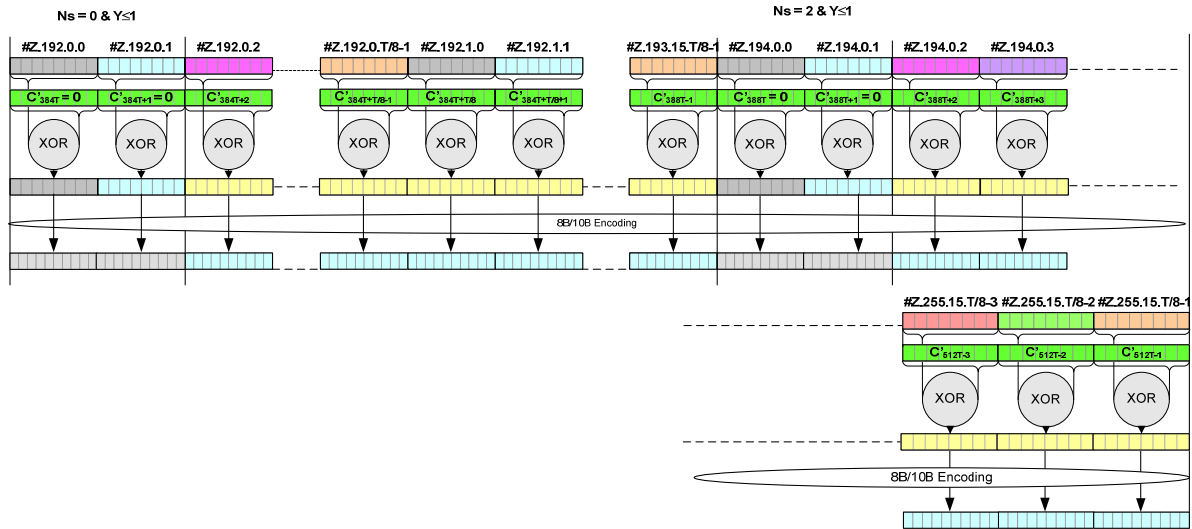 Ns = 0 & Y≤1 Ns = 2 & Y≤1
#Z.192.0.0 #Z.192.0.1 #Z.192.0.2 #Z.192.0.T/8-1 #Z.192.1.0 #Z.192.1.1 #Z.193.15.T/8-1 #Z.194.0.0 #Z.194.0.1 #Z.194.0.2 #Z.194.0.3
C'384T = 0 C'384T+1 = 0 C'384T+2 C'384T+T/8-1 C'384T+T/8 C'384T+T/8+1 C'388T-1 C'388T = 0 C'388T+1 = 0 C'388T+2 C'388T+3
XOR XOR XOR XOR XOR XOR XOR XOR XOR XOR XOR
8B/10B Encoding
#Z.255.15.T/8-3 #Z.255.15.T/8-2 #Z.255.15.T/8-1
C'512T-3 C'512T-2 C'512T-1
XOR XOR XOR
8B/10B Encoding